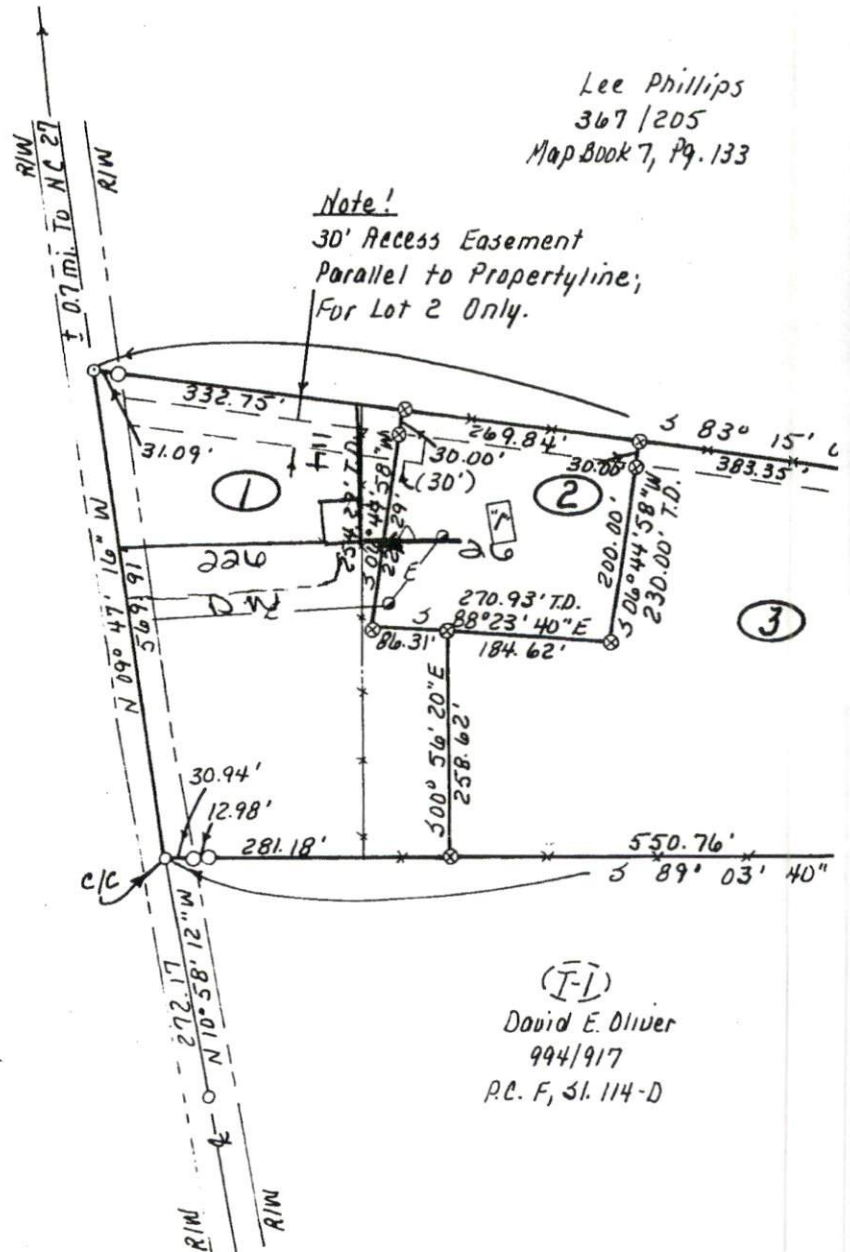 Lee Phillips
367/205
Map Book 7, Pg. 133
R/W
R/W
± 0.7 mi. To NC 27
Note!
30' Access Easement
Parallel to Propertyline;
For Lot 2 Only.
332.75'
31.09'
269.84'
S 83° 15'
383.35'
30.00'
(30')
30.00'
1
2
3
226
26
200.00'
S 06° 44' 58" W
230.00' T.D.
E
N 09° 47' 16" W
569.91'
270.93' T.D.
S 88° 23' 40" E
86.31'
184.62'
S 00° 56' 20" E
258.62'
30.94'
12.98'
281.18'
550.76'
S 89° 03' 40"
C/C
272.17
N 10° 58' 12" W
(T-1)
David E. Oliver
994/917
P.C. F, Sl. 114-D
R/W
R/W